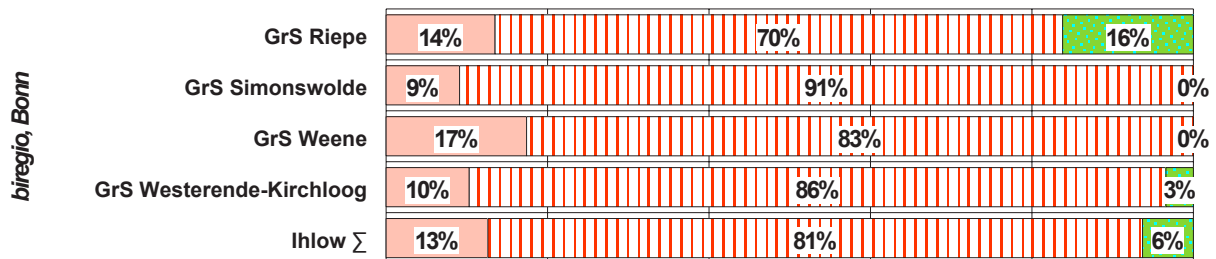 biregio, Bonn
GrS Riepe 14% 70% 16%
GrS Simonswolde 9% 91% 0%
GrS Weene 17% 83% 0%
GrS Westerende-Kirchloog 10% 86% 3%
Ihlow ∑ 13% 81% 6%